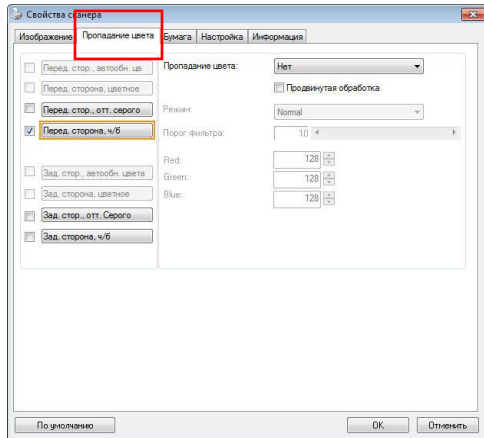 Свойства сканера
Изображение Пропадание цвета Бумага Настройка Информация
Перед. стор., автообн. цв Пропадание цвета: Нет
Перед. сторона, цветное Продвинутая обработка
Перед. стор., отт. серого Режим: Normal
Перед. сторона, ч/б Порог фильтра: 10
Red: 128
Зад. стор., автообн. цвета Green: 128
Зад. сторона, цветное Blue: 128
Зад. стор., отт. Серого
Зад. сторона, ч/б
По умолчанию OK Отменить